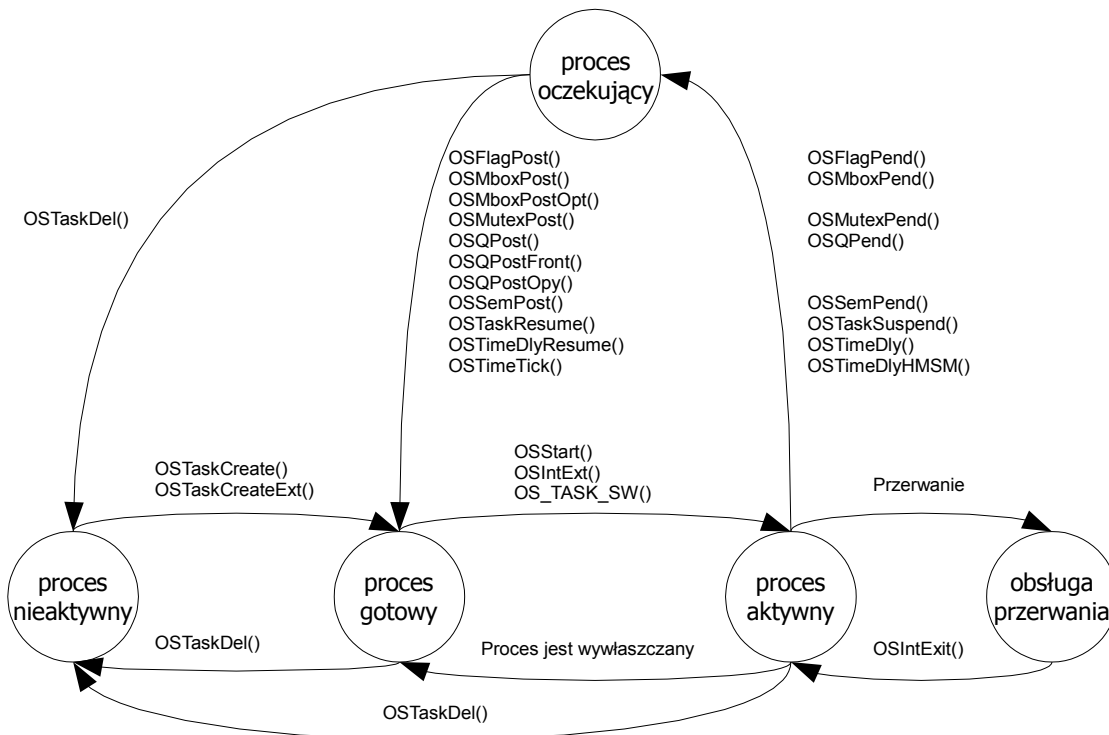 proces
oczekujący
OSTaskDel()
OSFlagPost()
OSMboxPost()
OSMboxPostOpt()
OSMutexPost()
OSQPost()
OSQPostFront()
OSQPostOpy()
OSSemPost()
OSTaskResume()
OSTimeDlyResume()
OSTimeTick()
OSFlagPend()
OSMboxPend()
OSMutexPend()
OSQPend()
OSSemPend()
OSTaskSuspend()
OSTimeDly()
OSTimeDlyHMSM()
OSTaskCreate()
OSTaskCreateExt()
OSStart()
OSIntExt()
OS_TASK_SW()
Przerwanie
proces
nieaktywny
proces
gotowy
proces
aktywny
obsługa
przerwania
OSTaskDel()
Proces jest wywłaszczany
OSIntExit()
OSTaskDel()